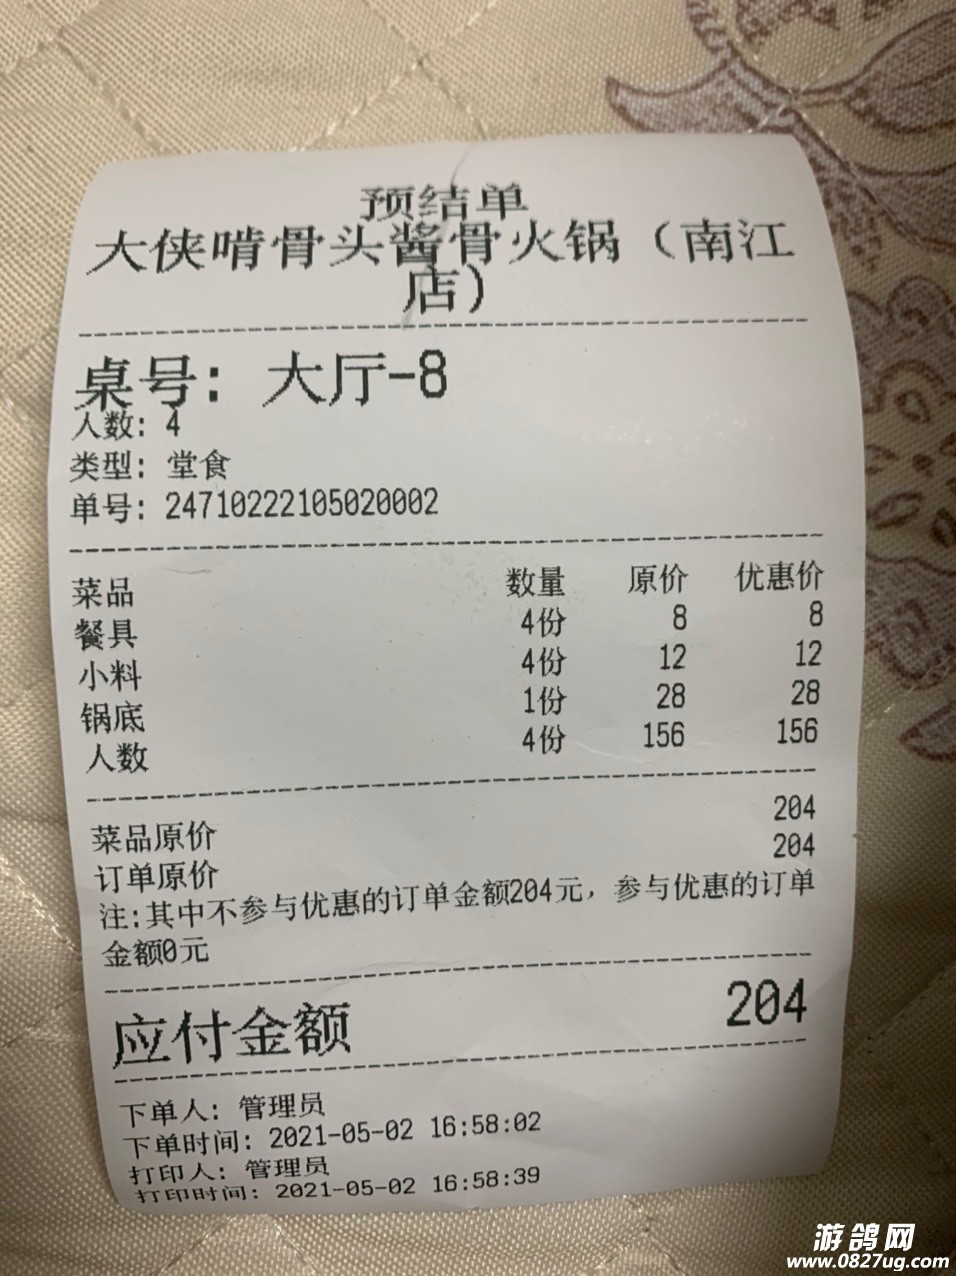 预结单
大侠啃骨头酱骨火锅（南江
店）
桌号: 大厅-8
人数: 4
类型: 堂食
单号: 24710222105020002
菜品 数量 原价 优惠价
餐具 4份 8 8
小料 4份 12 12
锅底 1份 28 28
人数 4份 156 156
菜品原价 204
订单原价 204
注:其中不参与优惠的订单金额204元，参与优惠的订单
金额0元
应付金额 204
下单人: 管理员
下单时间: 2021-05-02 16:58:02
打印人: 管理员
打印时间: 2021-05-02 16:58:39
游鸽网
www.0827ug.com